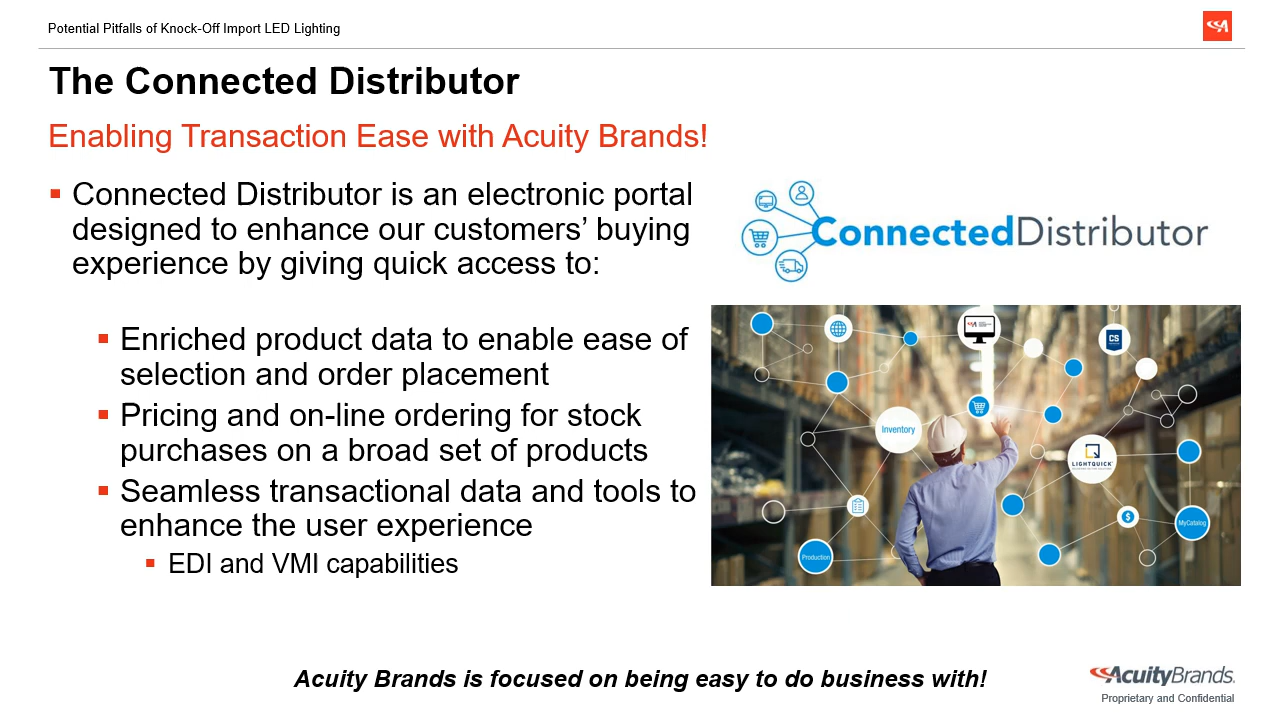 Potential Pitfalls of Knock-Off Import LED Lighting
The Connected Distributor
Enabling Transaction Ease with Acuity Brands!
Connected Distributor is an electronic portal
designed to enhance our customers’ buying
experience by giving quick access to:
Enriched product data to enable ease of
selection and order placement
Pricing and on-line ordering for stock
purchases on a broad set of products
Seamless transactional data and tools to
enhance the user experience
EDI and VMI capabilities
ConnectedDistributor
CS
Inventory
LIGHTQUICK
$
MyCatalog
Production
Acuity Brands is focused on being easy to do business with!
AcuityBrands.
Proprietary and Confidential